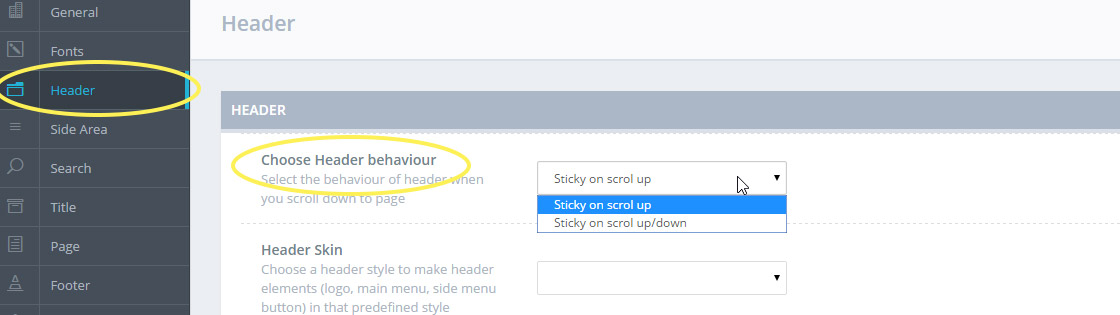 General
Fonts
Header
Side Area
Search
Title
Page
Footer
Header
HEADER
Choose Header behaviour
Select the behaviour of header when
you scroll down to page
Sticky on scrol up
Sticky on scrol up
Sticky on scrol up/down
Header Skin
Choose a header style to make header
elements (logo, main menu, side menu
button) in that predefined style